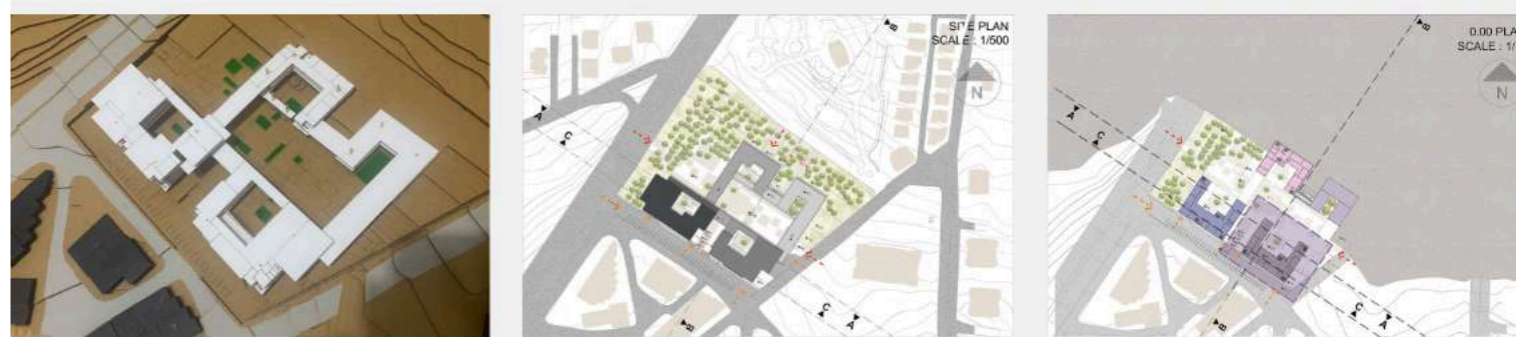 SITE PLAN
SCALE : 1/500
N
B
A
C
C
A
B
0.00 PLA
SCALE : 1/
N
B
A
C
C
A
B